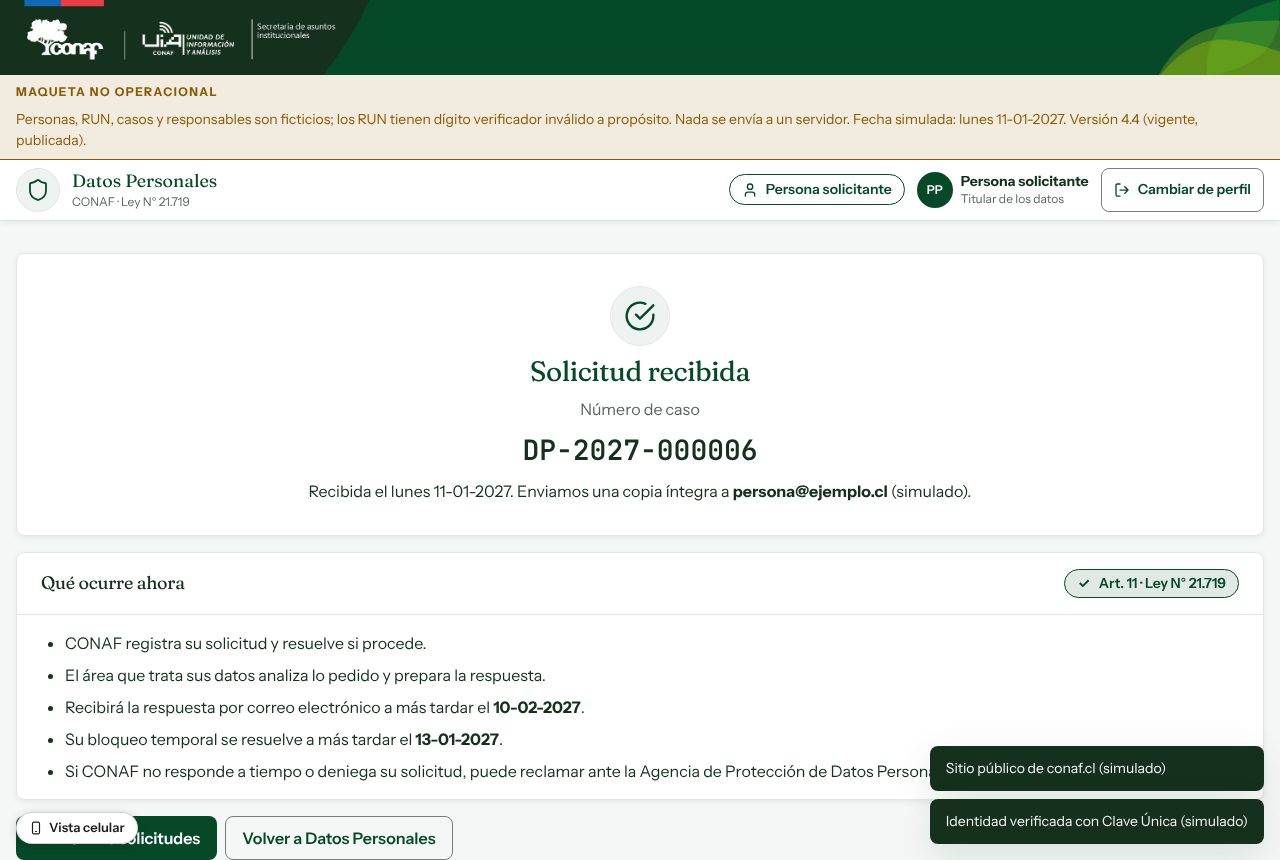 conaf
UIA
CONAF
UNIDAD DE
INFORMACIÓN
Y ANÁLISIS
Secretaría de asuntos
institucionales
MAQUETA NO OPERACIONAL
Personas, RUN, casos y responsables son ficticios; los RUN tienen dígito verificador inválido a propósito. Nada se envía a un servidor. Fecha simulada: lunes 11-01-2027. Versión 4.4 (vigente,
publicada).
Datos Personales
CONAF · Ley N° 21.719
Persona solicitante
PP
Persona solicitante
Titular de los datos
Cambiar de perfil
Solicitud recibida
Número de caso
DP-2027-000006
Recibida el lunes 11-01-2027. Enviamos una copia íntegra a persona@ejemplo.cl (simulado).
Qué ocurre ahora
Art. 11 · Ley N° 21.719
CONAF registra su solicitud y resuelve si procede.
El área que trata sus datos analiza lo pedido y prepara la respuesta.
Recibirá la respuesta por correo electrónico a más tardar el 10-02-2027.
Su bloqueo temporal se resuelve a más tardar el 13-01-2027.
Si CONAF no responde a tiempo o deniega su solicitud, puede reclamar ante la Agencia de Protección de Datos
Sitio público de conaf.cl (simulado)
Identidad verificada con Clave Única (simulado)
Vista celular
Volver a Datos Personales